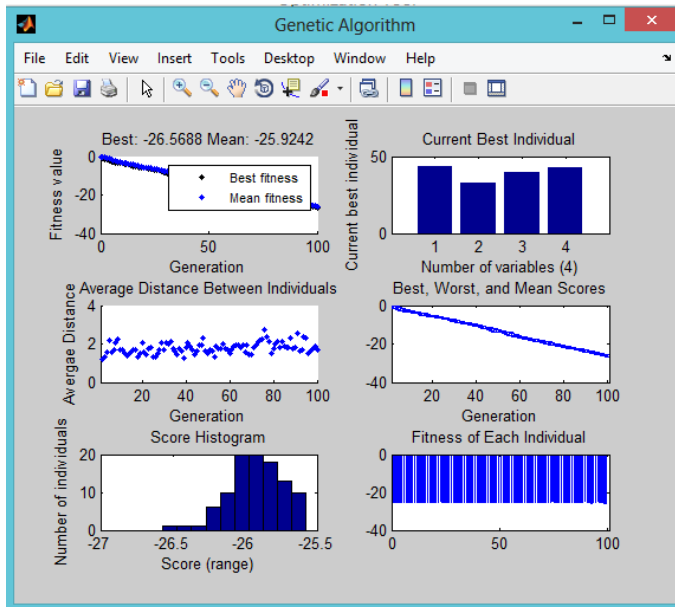 Genetic Algorithm
File Edit View Insert Tools Desktop Window Help
Best: -26.5688 Mean: -25.9242
Fitness value
0
-20
-40
Best fitness
Mean fitness
0 50 100
Generation
Current Best Individual
Current best individual
50
0
1 2 3 4
Number of variables (4)
Average Distance Between Individuals
Avergae Distance
4
2
0
20 40 60 80 100
Generation
Best, Worst, and Mean Scores
0
-20
-40
20 40 60 80 100
Generation
Score Histogram
Number of individuals
20
10
0
-27 -26.5 -26 -25.5
Score (range)
Fitness of Each Individual
0
-20
-40
0 50 100